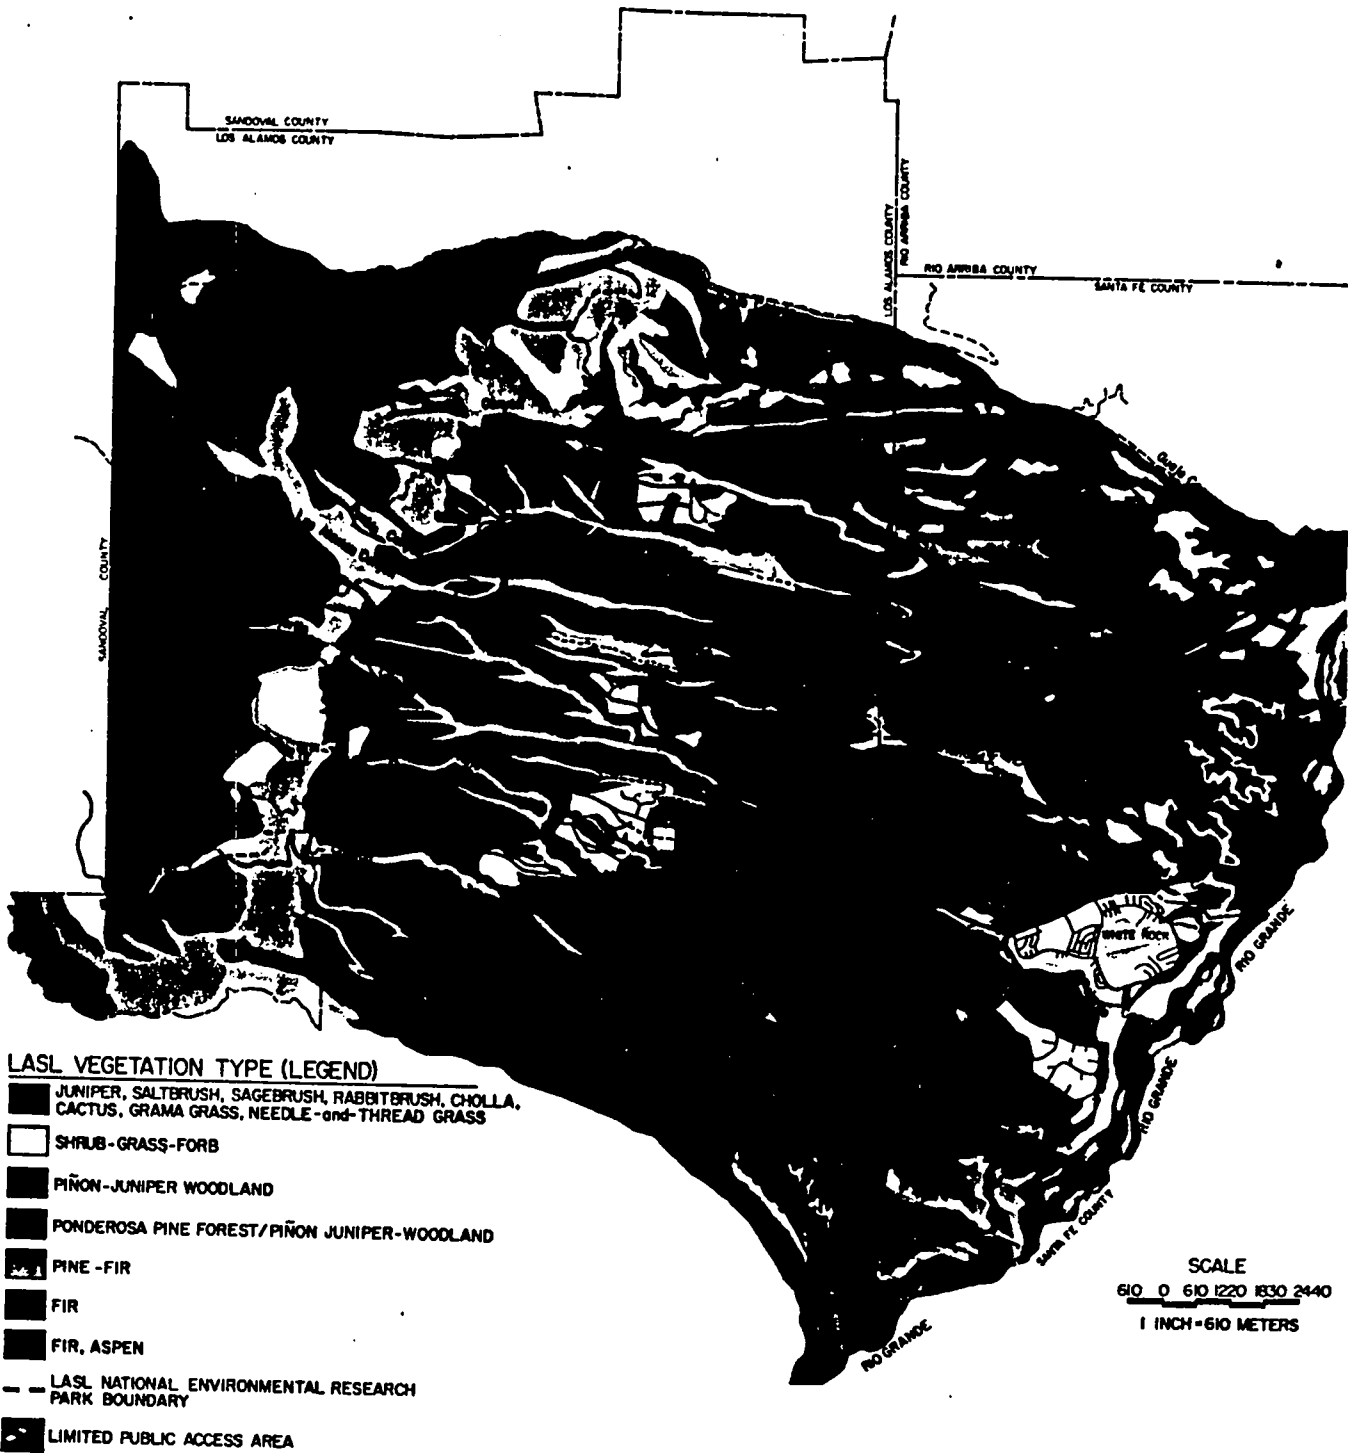 SANDOVAL COUNTY
LOS ALAMOS COUNTY
LOS ALAMOS COUNTY
RIO ARRIBA COUNTY
RIO ARRIBA COUNTY
SANTA FE COUNTY
Guaje
SANDOVAL COUNTY
WHITE ROCK
RIO GRANDE
RIO GRANDE
SANTA FE COUNTY
RIO GRANDE
LASL VEGETATION TYPE (LEGEND)
JUNIPER, SALTBRUSH, SAGEBRUSH, RABBITBRUSH, CHOLLA,
CACTUS, GRAMA GRASS, NEEDLE-and-THREAD GRASS
SHRUB-GRASS-FORB
PIÑON-JUNIPER WOODLAND
PONDEROSA PINE FOREST/PIÑON JUNIPER-WOODLAND
PINE-FIR
FIR
FIR, ASPEN
LASL NATIONAL ENVIRONMENTAL RESEARCH
PARK BOUNDARY
LIMITED PUBLIC ACCESS AREA
SCALE
610 0 610 1220 1830 2440
1 INCH=610 METERS